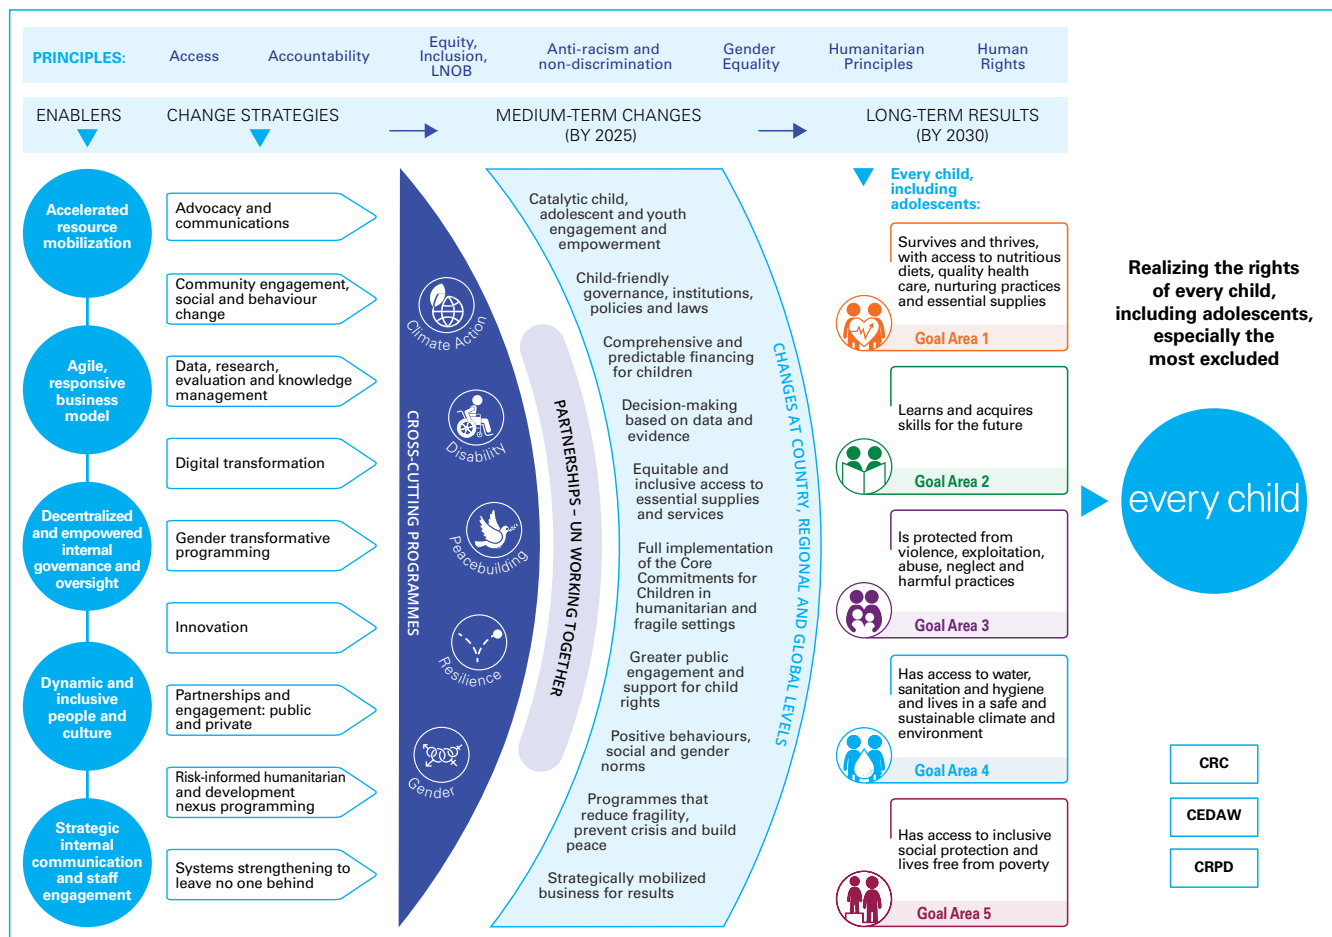 PRINCIPLES:
Access
Accountability
Equity,
Inclusion,
LNOB
Anti-racism and
non-discrimination
Gender
Equality
Humanitarian
Principles
Human
Rights
ENABLERS
CHANGE STRATEGIES
MEDIUM-TERM CHANGES
(BY 2025)
LONG-TERM RESULTS
(BY 2030)
Accelerated
resource
mobilization
Agile,
responsive
business
model
Decentralized
and empowered
internal
governance and
oversight
Dynamic and
inclusive
people and
culture
Strategic
internal
communication
and staff
engagement
Advocacy and
communications
Community engagement,
social and behaviour
change
Data, research,
evaluation and knowledge
management
Digital transformation
Gender transformative
programming
Innovation
Partnerships and
engagement: public
and private
Risk-informed humanitarian
and development
nexus programming
Systems strengthening to
leave no one behind
CROSS-CUTTING PROGRAMMES
Climate Action
Disability
Peacebuilding
Resilience
Gender
PARTNERSHIPS – UN WORKING TOGETHER
Catalytic child,
adolescent and youth
engagement and
empowerment
Child-friendly
governance, institutions,
policies and laws
Comprehensive and
predictable financing
for children
Decision-making
based on data and
evidence
Equitable and
inclusive access to
essential supplies
and services
Full implementation
of the Core
Commitments for
Children in
humanitarian and
fragile settings
Greater public
engagement and
support for child
rights
Positive behaviours,
social and gender
norms
Programmes that
reduce fragility,
prevent crisis and build
peace
Strategically mobilized
business for results
CHANGES AT COUNTRY, REGIONAL AND GLOBAL LEVELS
Every child,
including
adolescents:
Survives and thrives,
with access to nutritious
diets, quality health
care, nurturing practices
and essential supplies
Goal Area 1
Learns and acquires
skills for the future
Goal Area 2
Is protected from
violence, exploitation,
abuse, neglect and
harmful practices
Goal Area 3
Has access to water,
sanitation and hygiene
and lives in a safe and
sustainable climate and
environment
Goal Area 4
Has access to inclusive
social protection and
lives free from poverty
Goal Area 5
Realizing the rights
of every child,
including adolescents,
especially the
most excluded
every child
CRC
CEDAW
CRPD